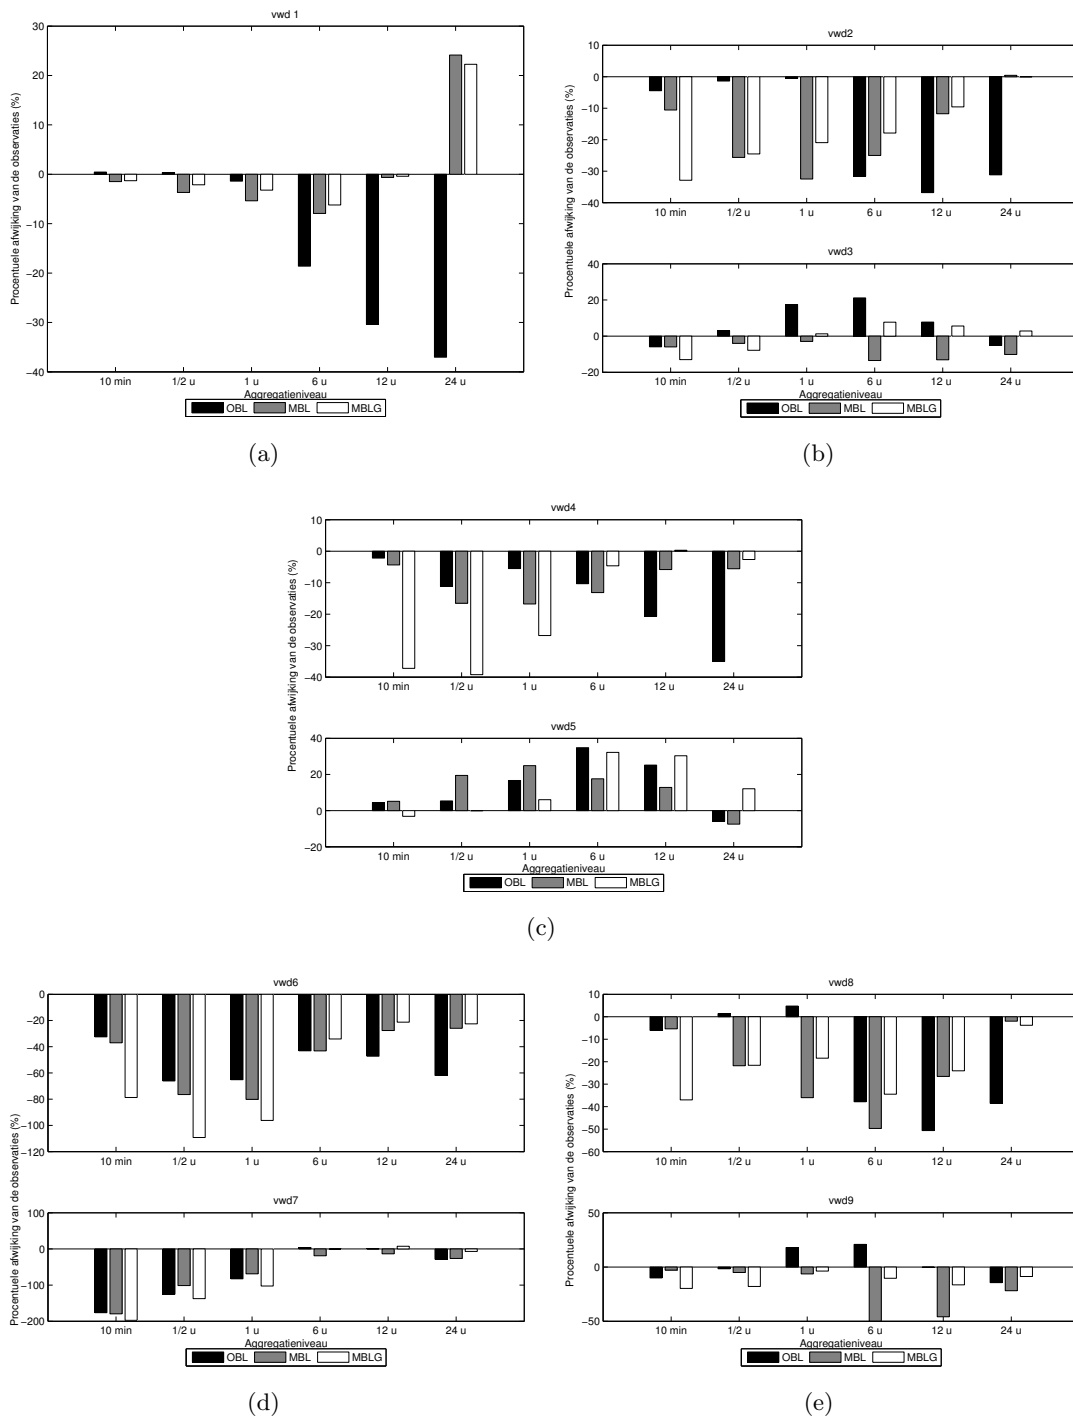 vwd 1
Procentuele afwijking van de observaties (%)
30
20
10
0
−10
−20
−30
−40
10 min 1/2 u 1 u 6 u 12 u 24 u
Aggregatieniveau
OBL MBL MBLG
(a)
vwd2
Procentuele afwijking van de observaties (%)
10
0
−10
−20
−30
−40
10 min 1/2 u 1 u 6 u 12 u 24 u
vwd3
40
20
0
−20
10 min 1/2 u 1 u 6 u 12 u 24 u
Aggregatieniveau
OBL MBL MBLG
(b)
vwd4
Procentuele afwijking van de observaties (%)
10
0
−10
−20
−30
−40
10 min 1/2 u 1 u 6 u 12 u 24 u
vwd5
40
20
0
−20
10 min 1/2 u 1 u 6 u 12 u 24 u
Aggregatieniveau
OBL MBL MBLG
(c)
vwd6
Procentuele afwijking van de observaties (%)
0
−20
−40
−60
−80
−100
−120
10 min 1/2 u 1 u 6 u 12 u 24 u
vwd7
100
0
−100
−200
10 min 1/2 u 1 u 6 u 12 u 24 u
Aggregatieniveau
OBL MBL MBLG
(d)
vwd8
Procentuele afwijking van de observaties (%)
10
0
−10
−20
−30
−40
−50
−60
10 min 1/2 u 1 u 6 u 12 u 24 u
vwd9
50
0
−50
10 min 1/2 u 1 u 6 u 12 u 24 u
Aggregatieniveau
OBL MBL MBLG
(e)